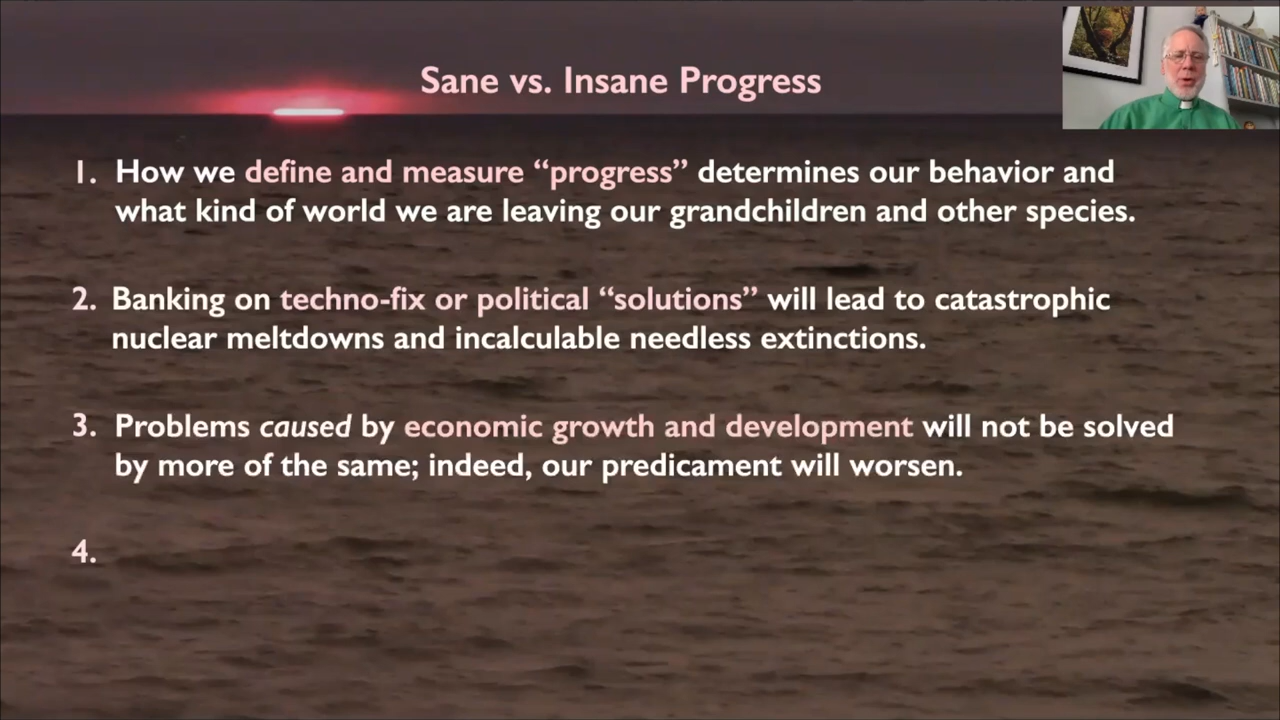 Sane vs. Insane Progress
1. How we define and measure “progress” determines our behavior and
what kind of world we are leaving our grandchildren and other species.
2. Banking on techno-fix or political “solutions” will lead to catastrophic
nuclear meltdowns and incalculable needless extinctions.
3. Problems caused by economic growth and development will not be solved
by more of the same; indeed, our predicament will worsen.
4.